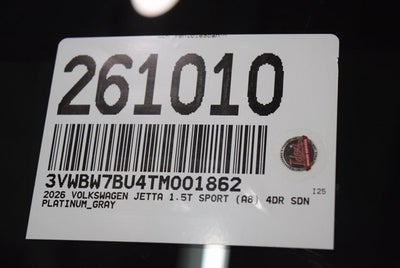 261010
3VWBW7BU4TM001862
I25
2026 VOLKSWAGEN JETTA 1.5T SPORT (A8) 4DR SDN
PLATINUM_GRAY